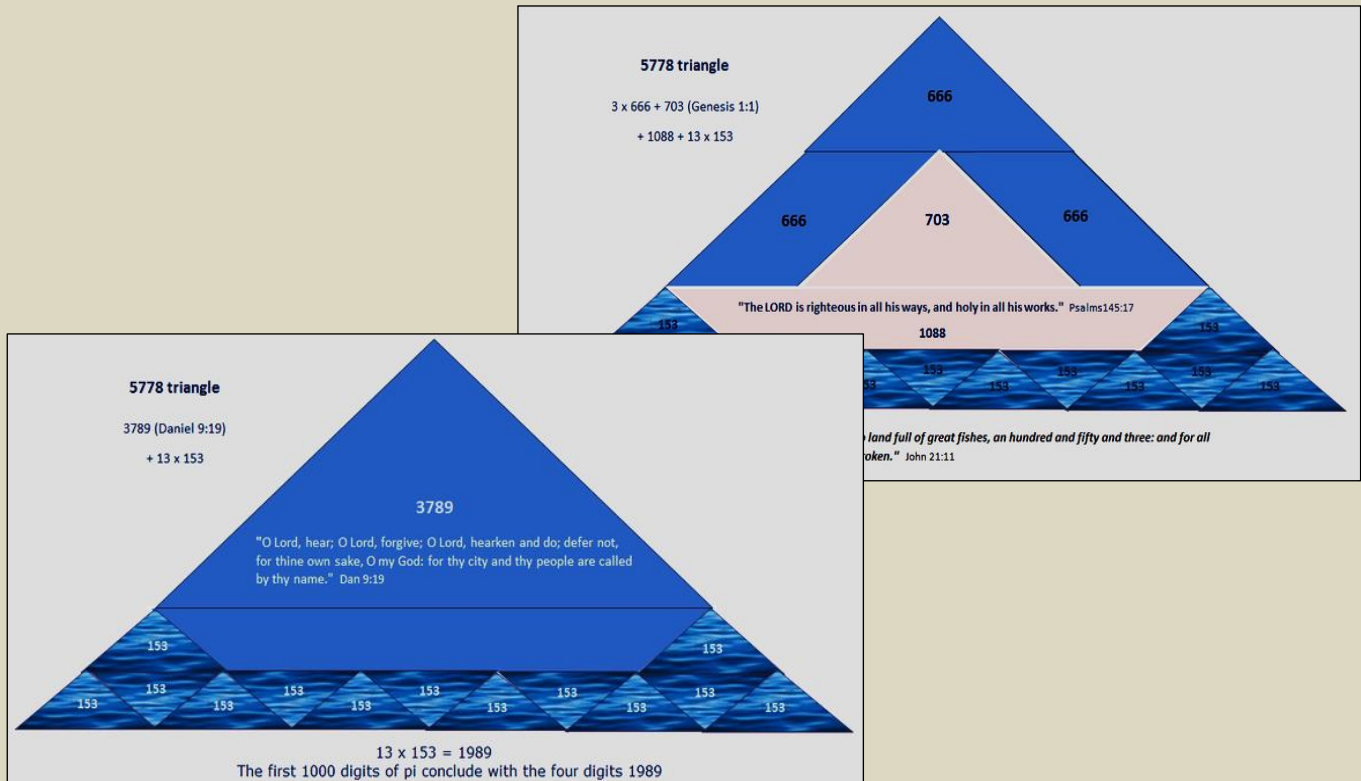 5778 triangle
3 x 666 + 703 (Genesis 1:1)
+ 1088 + 13 x 153
666
666
703
666
"The LORD is righteous in all his ways, and holy in all his works." Psalms145:17
153
1088
153
153
153
153
153
153
153
153
land full of great fishes, an hundred and fifty and three: and for all
oken." John 21:11
5778 triangle
3789 (Daniel 9:19)
+ 13 x 153
3789
"O Lord, hear; O Lord, forgive; O Lord, hearken and do; defer not,
for thine own sake, O my God: for thy city and thy people are called
by thy name." Dan 9:19
153
153
153
153
153
153
153
153
153
153
153
153
153
13 x 153 = 1989
The first 1000 digits of pi conclude with the four digits 1989